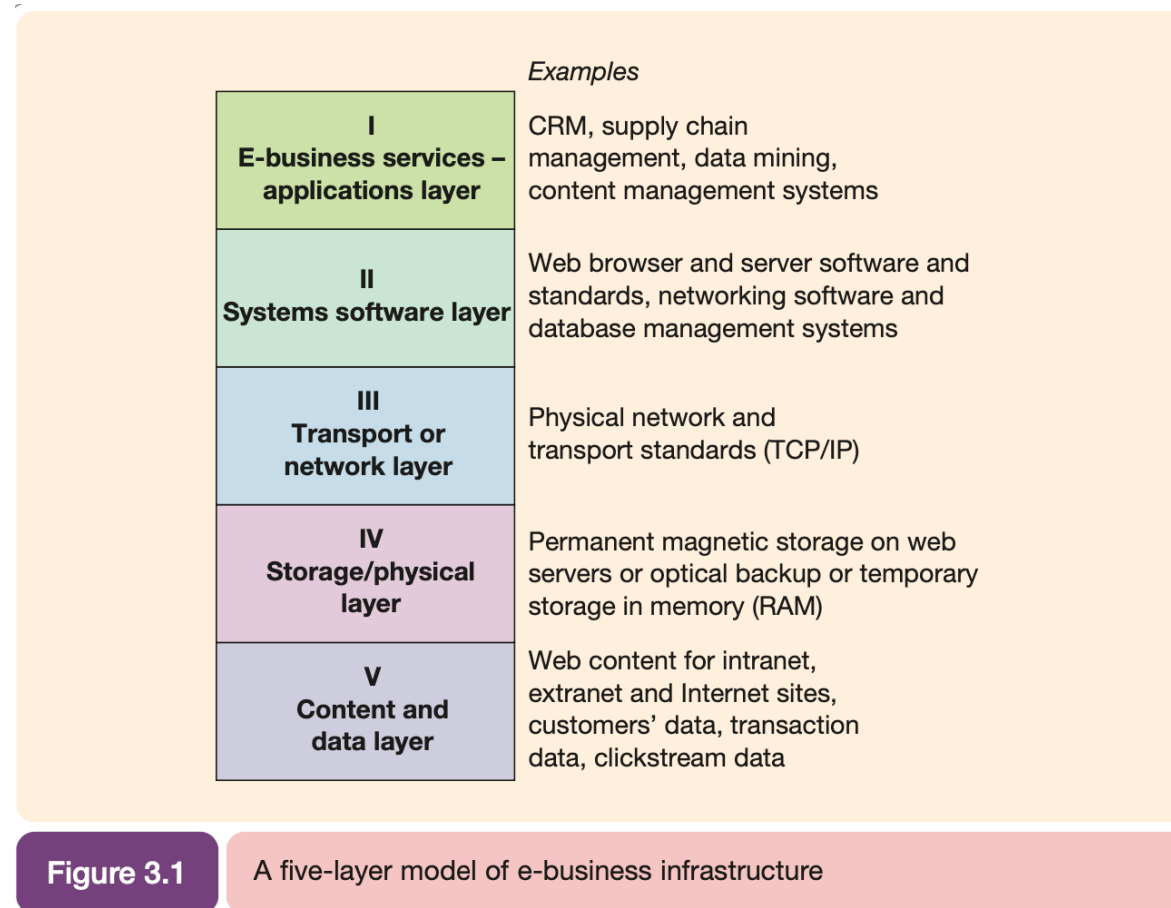 Examples
I
E-business services –
applications layer
CRM, supply chain
management, data mining,
content management systems
II
Systems software layer
Web browser and server software and
standards, networking software and
database management systems
III
Transport or
network layer
Physical network and
transport standards (TCP/IP)
IV
Storage/physical
layer
Permanent magnetic storage on web
servers or optical backup or temporary
storage in memory (RAM)
V
Content and
data layer
Web content for intranet,
extranet and Internet sites,
customers’ data, transaction
data, clickstream data
Figure 3.1
A five-layer model of e-business infrastructure